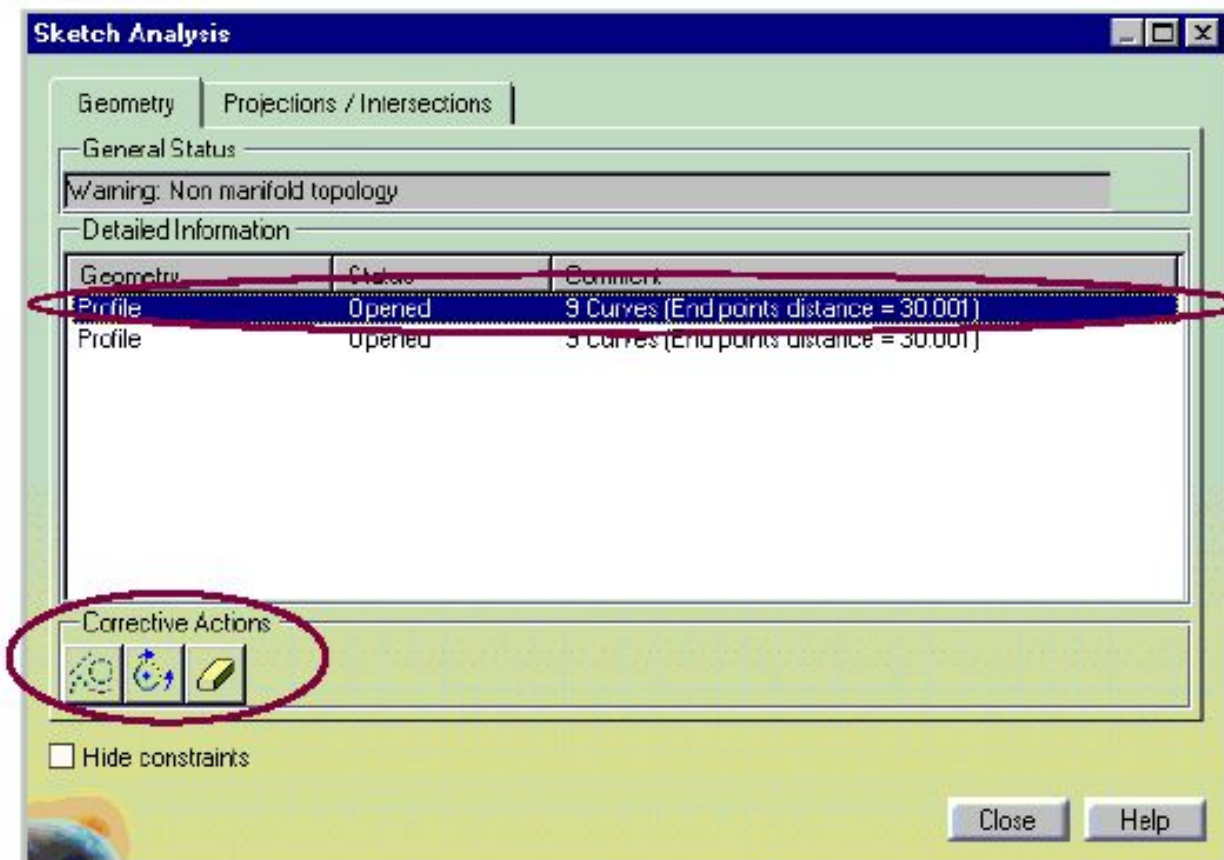 Sketch Analysis
Geometry Projections / Intersections
General Status
Warning: Non manifold topology
Detailed Information
Geometry Status Comment
Profile Opened 9 Curves (End points distance = 30.001)
Profile Opened 9 Curves (End points distance = 30.001)
Corrective Actions
Hide constraints
Close Help